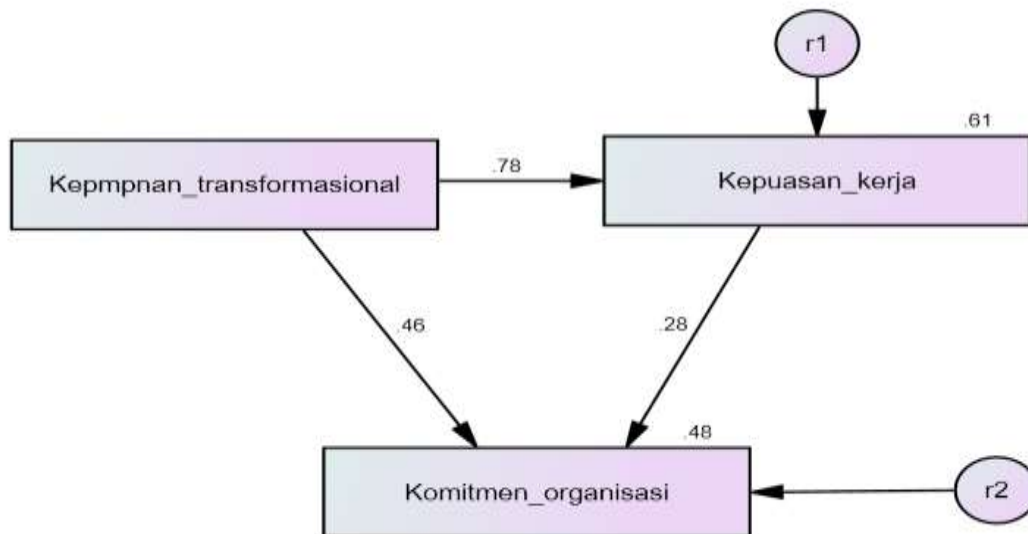 r1
.61
Kepmpnan_transformasional
.78
Kepuasan_kerja
.46
.28
.48
Komitmen_organisasi
r2